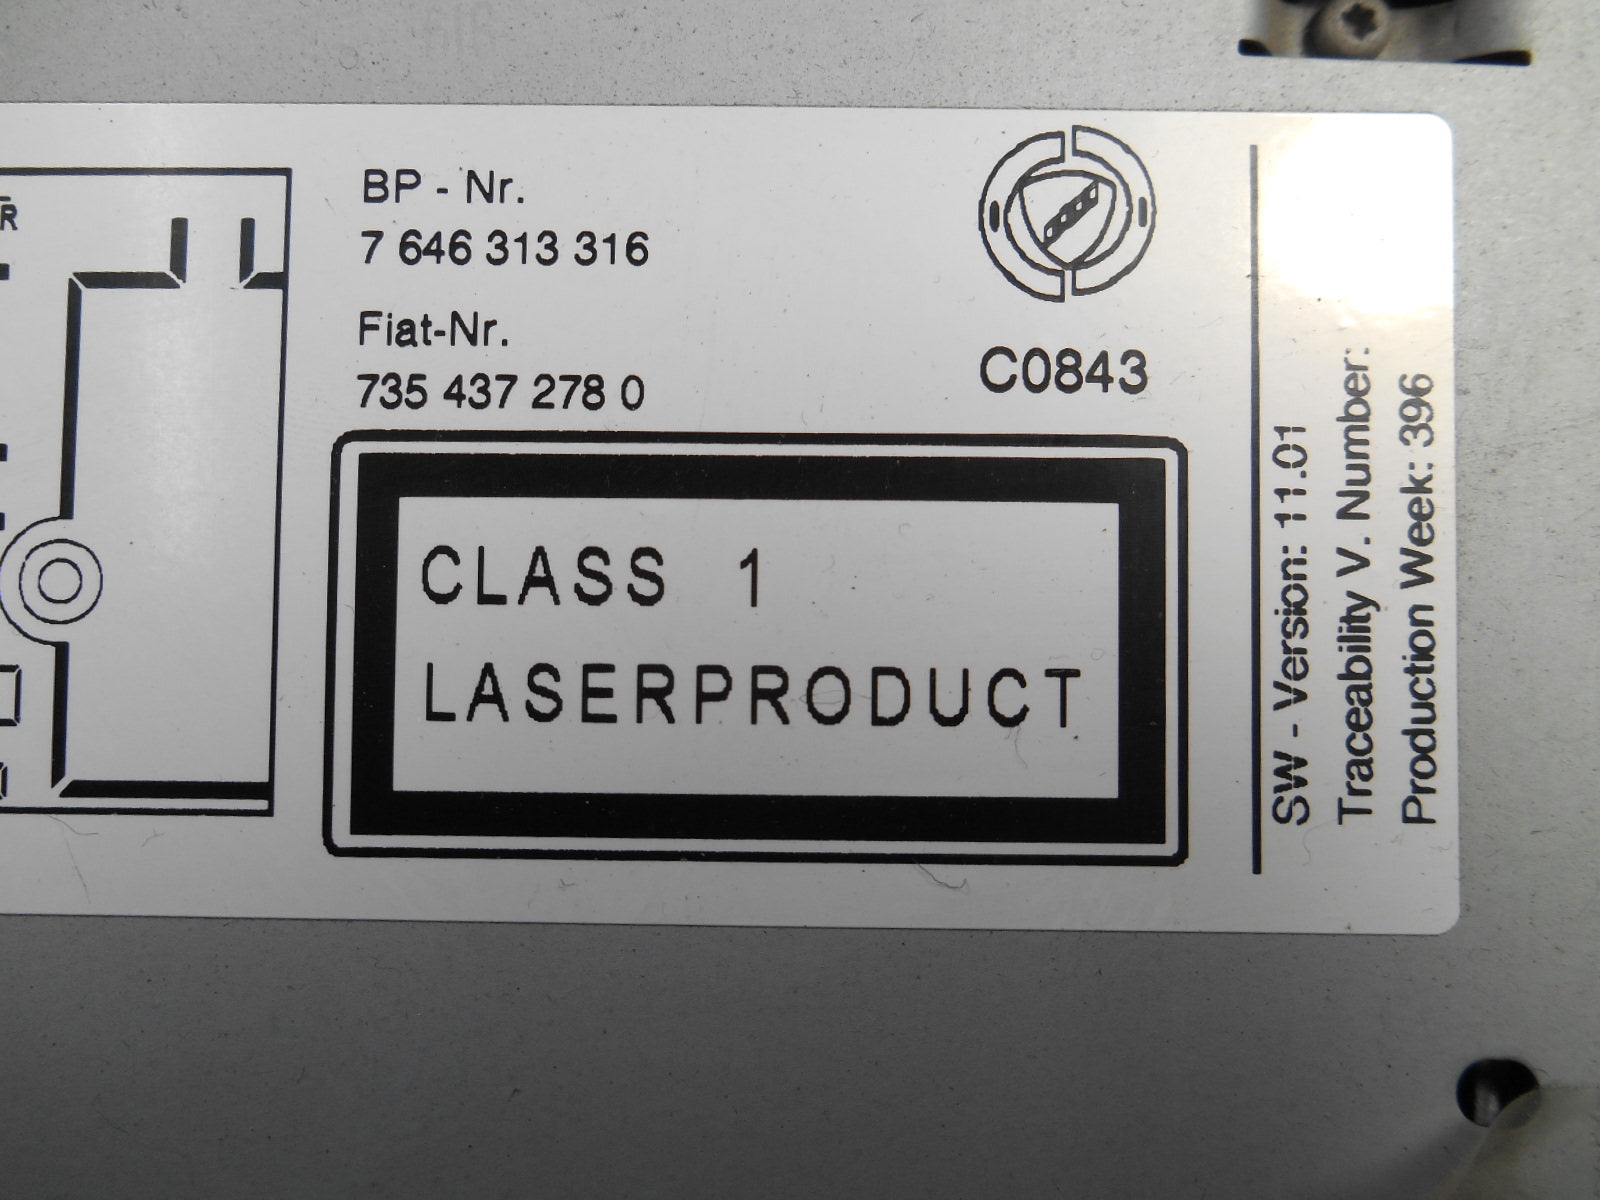 R
BP - Nr.
7 646 313 316
Fiat-Nr.
735 437 278 0
C0843
CLASS 1
LASERPRODUCT
SW - Version: 11.01
Traceability V. Number:
Production Week: 396